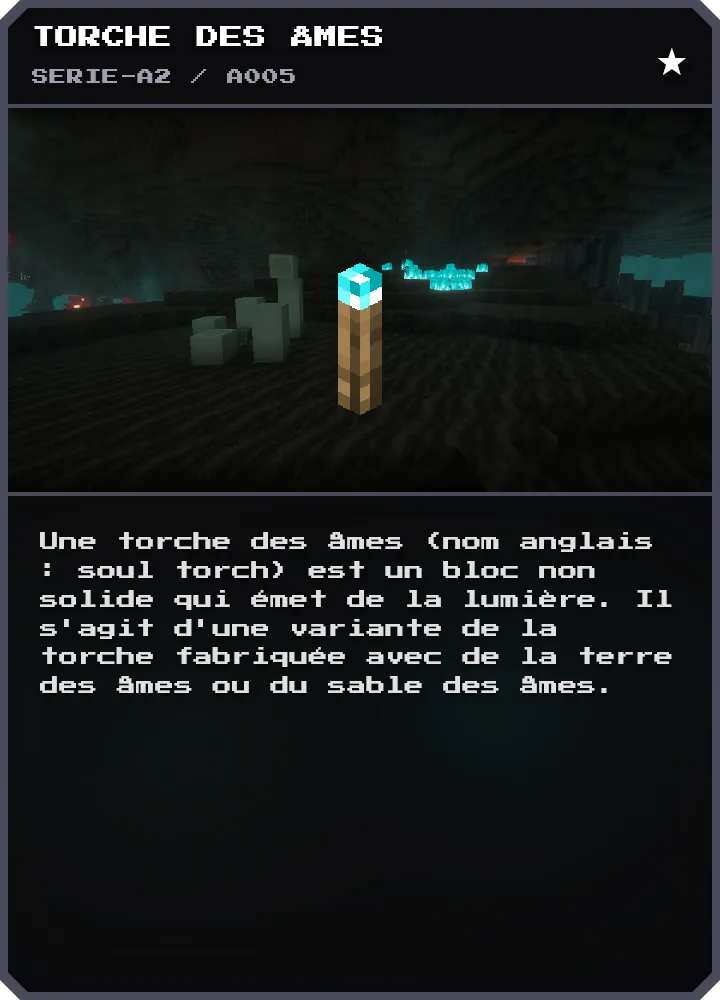 TORCHE DES AMES
SERIE-A2 / A005
Une torche des âmes (nom anglais
: soul torch) est un bloc non
solide qui émet de la lumière. Il
s'agit d'une variante de la
torche fabriquée avec de la terre
des âmes ou du sable des âmes.